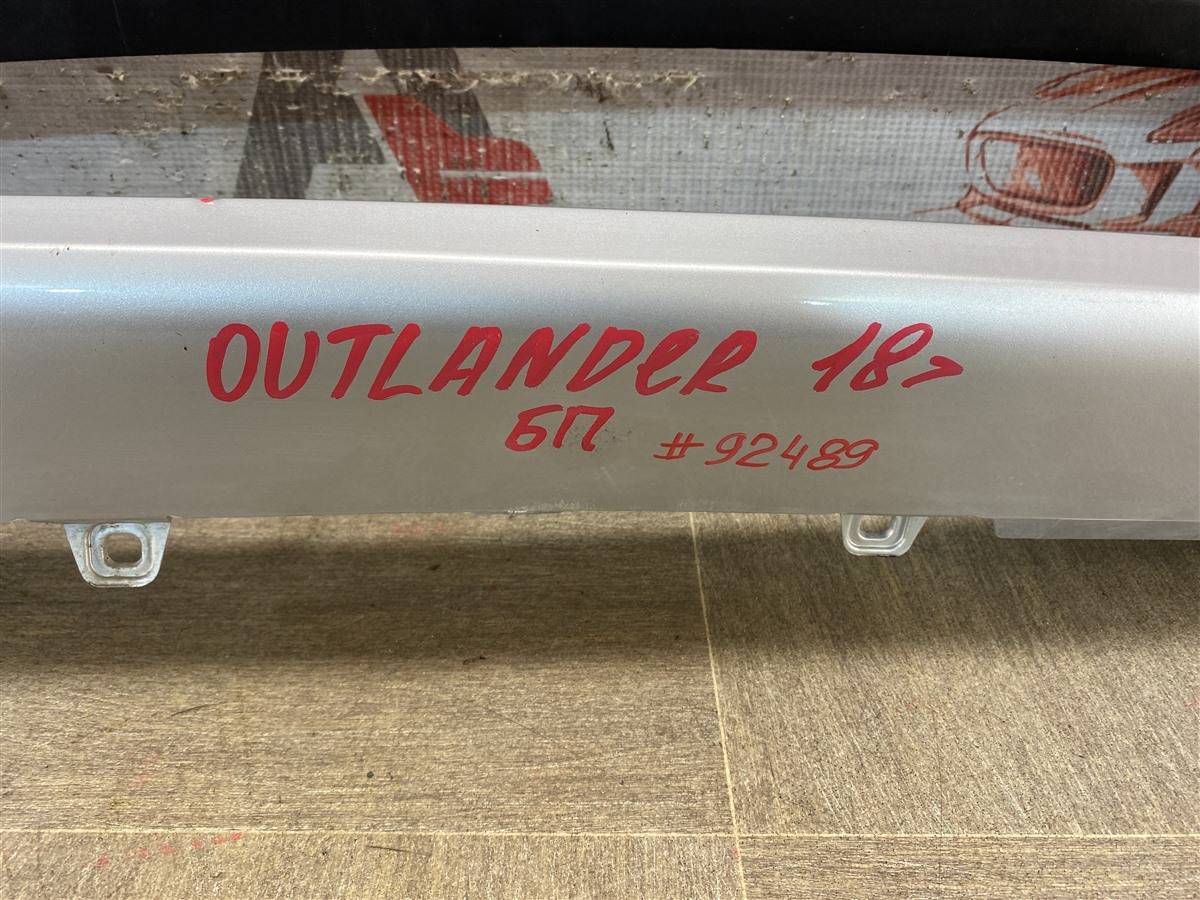 OUTLANDER 18>
БП #92489